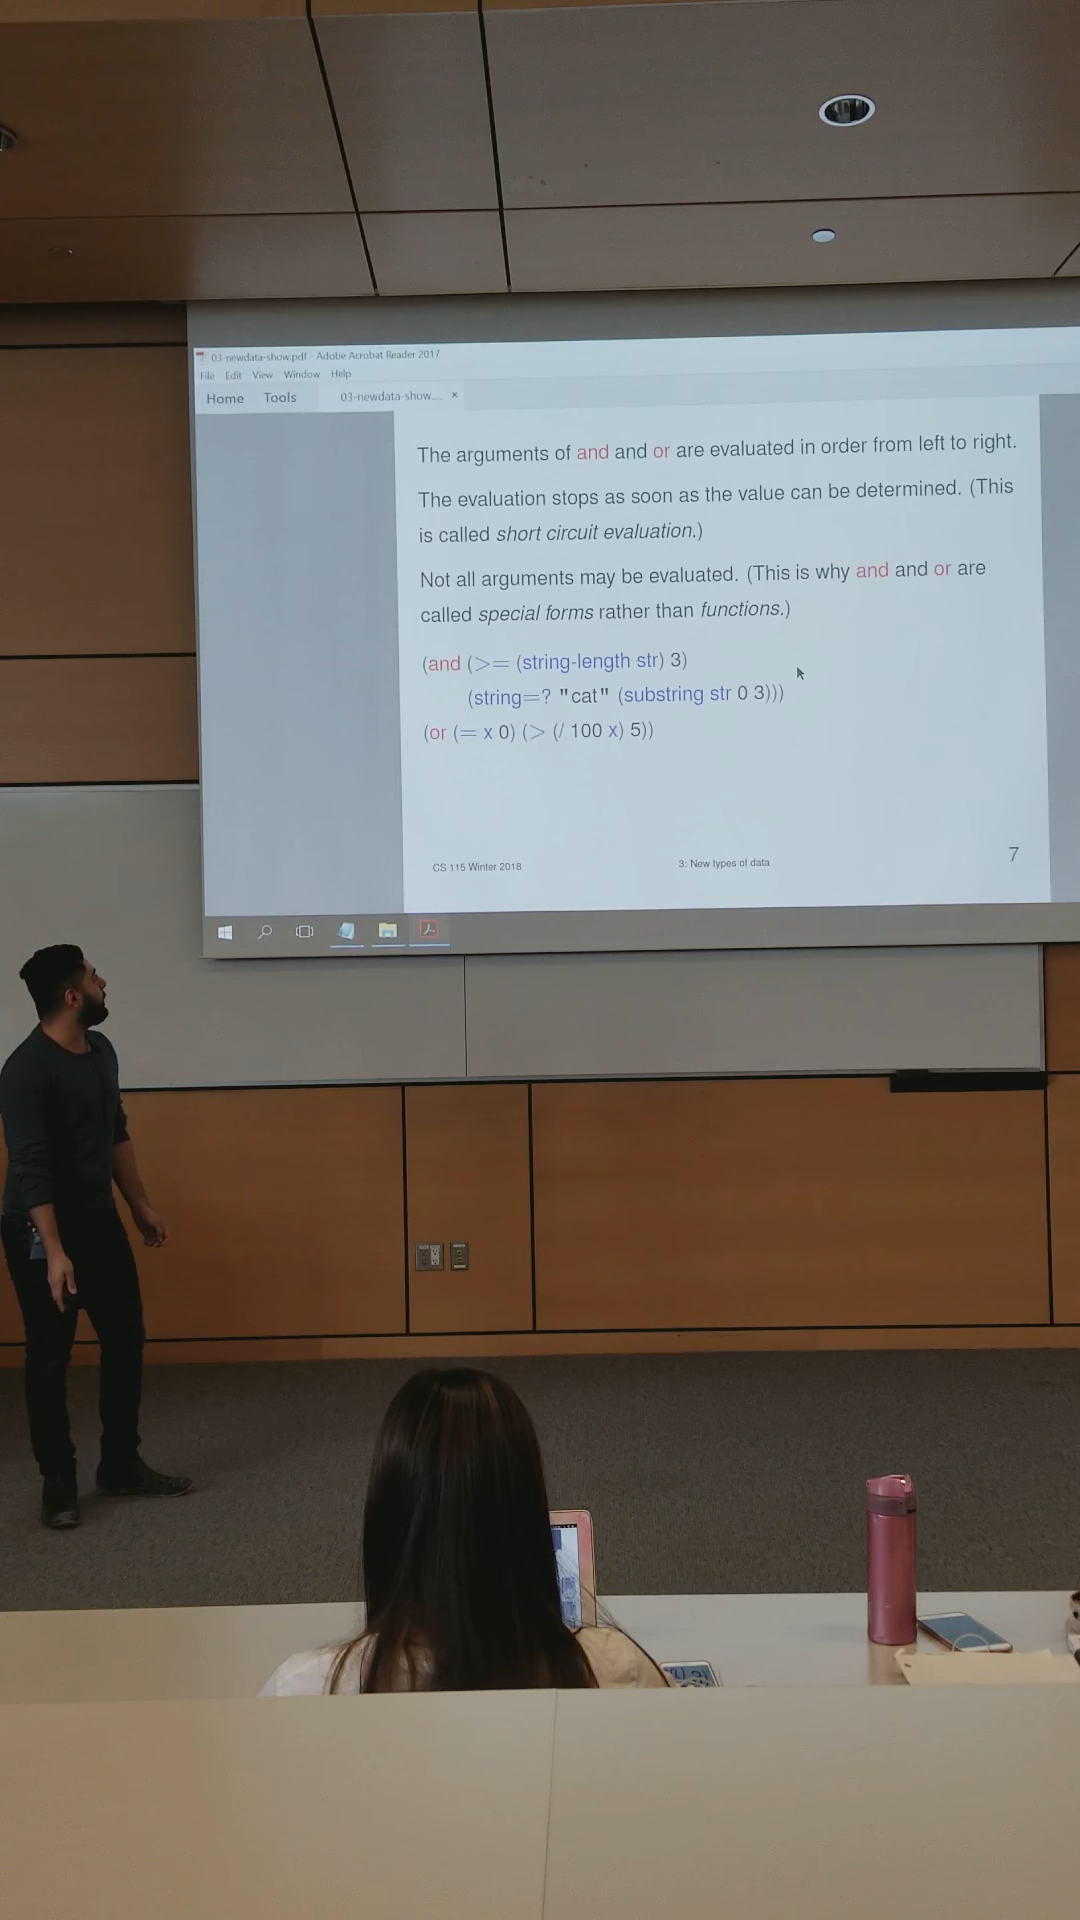 03-newdata-show.pdf - Adobe Acrobat Reader 2017
File Edit View Window Help
Home Tools 03-newdata-show.... ×
The arguments of and and or are evaluated in order from left to right.
The evaluation stops as soon as the value can be determined. (This
is called short circuit evaluation.)
Not all arguments may be evaluated. (This is why and and or are
called special forms rather than functions.)
(and (>= (string-length str) 3)
(string=? "cat" (substring str 0 3)))
(or (= x 0) (> (/ 100 x) 5))
CS 115 Winter 2018 3: New types of data 7